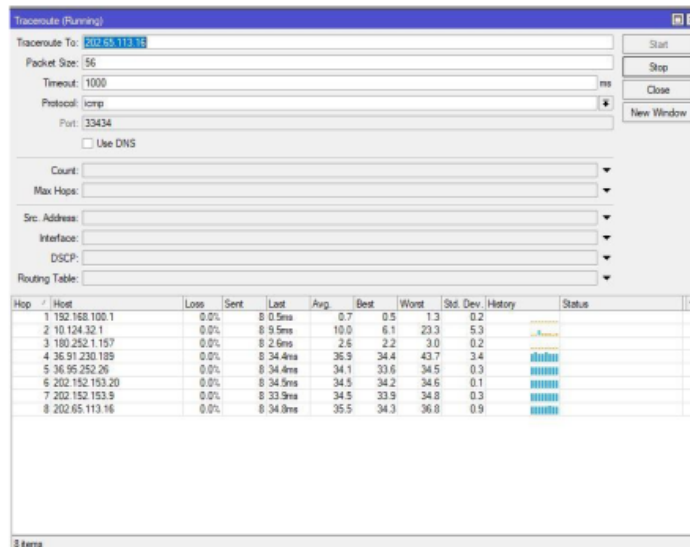 Traceroute (Running)
Traceroute To: 202.65.113.16
Start
Packet Size: 56
Stop
Timeout: 1000 ms
Close
Protocol: icmp
New Window
Port: 33434
Use DNS
Count:
Max Hops:
Src. Address:
Interface:
DSCP:
Routing Table:
Hop Host Loss Sent Last Avg. Best Worst Std. Dev. History Status
1 192.168.100.1 0.0% 8 0.5ms 0.7 0.5 1.3 0.2
2 10.124.32.1 0.0% 8 9.5ms 10.0 6.1 23.3 5.3
3 180.252.1.157 0.0% 8 2.6ms 2.6 2.2 3.0 0.2
4 36.91.230.189 0.0% 8 34.4ms 36.9 34.4 43.7 3.4
5 36.95.252.26 0.0% 8 34.4ms 34.1 33.6 34.5 0.3
6 202.152.153.20 0.0% 8 34.5ms 34.5 34.2 34.6 0.1
7 202.152.153.9 0.0% 8 33.9ms 34.5 33.9 34.8 0.3
8 202.65.113.16 0.0% 8 34.8ms 35.5 34.3 36.8 0.9
8 items